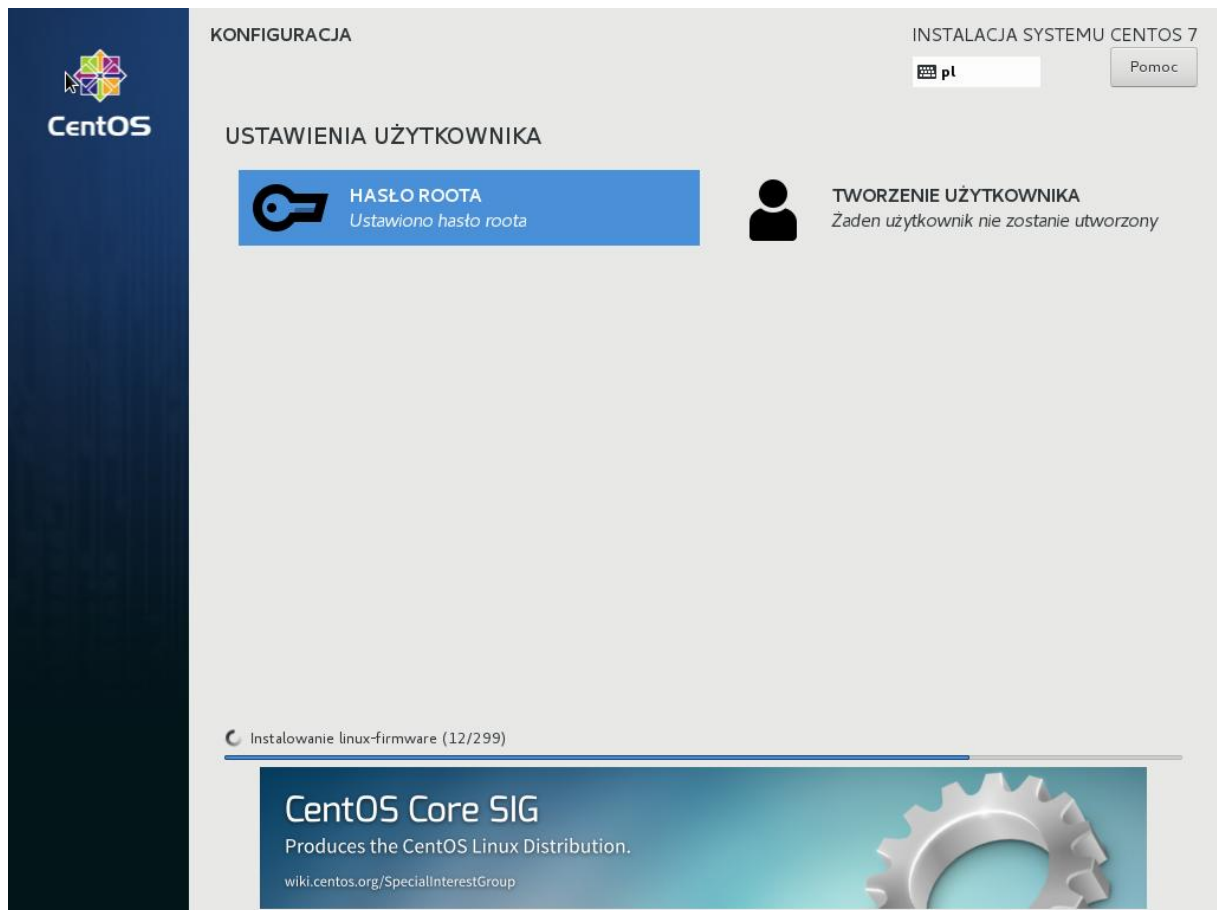 KONFIGURACJA
INSTALACJA SYSTEMU CENTOS 7
pl
Pomoc
CentOS
USTAWIENIA UŻYTKOWNIKA
HASŁO ROOTA
Ustawiono hasło roota
TWORZENIE UŻYTKOWNIKA
Żaden użytkownik nie zostanie utworzony
Instalowanie linux-firmware (12/299)
CentOS Core SIG
Produces the CentOS Linux Distribution.
wiki.centos.org/SpecialInterestGroup